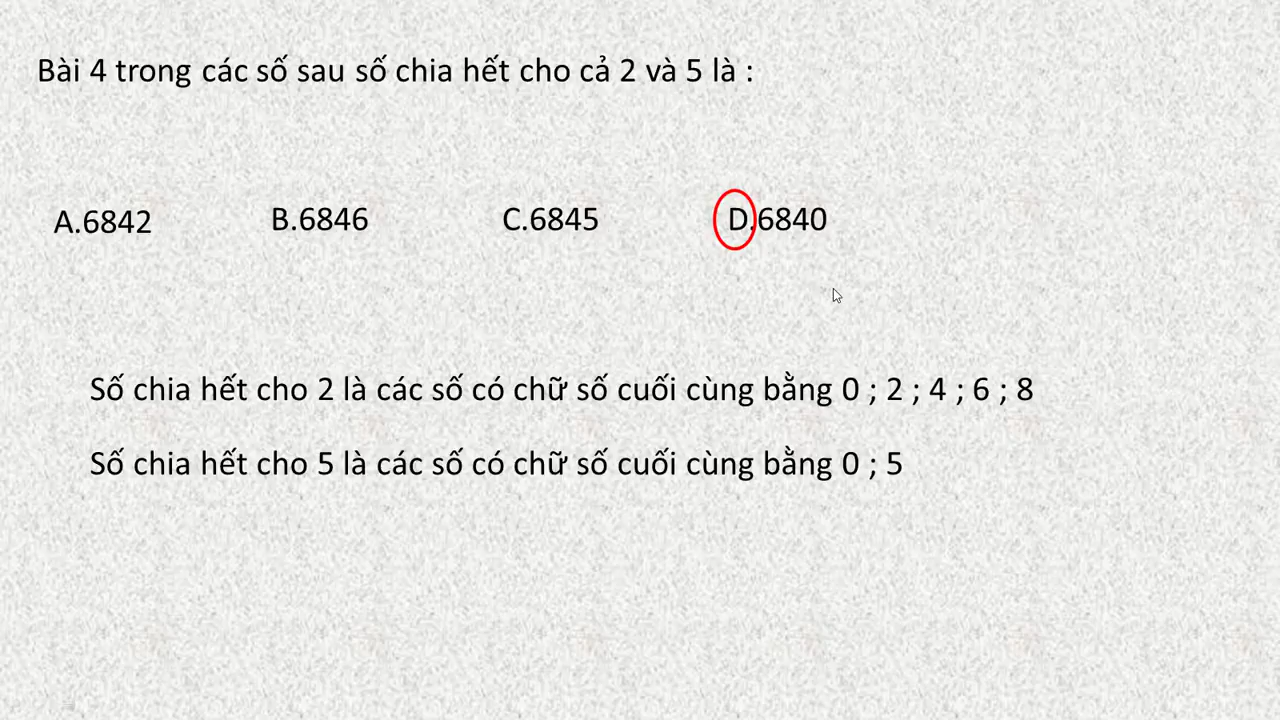 Bài 4 trong các số sau số chia hết cho cả 2 và 5 là :
A.6842 B.6846 C.6845 D.6840
Số chia hết cho 2 là các số có chữ số cuối cùng bằng 0 ; 2 ; 4 ; 6 ; 8
Số chia hết cho 5 là các số có chữ số cuối cùng bằng 0 ; 5